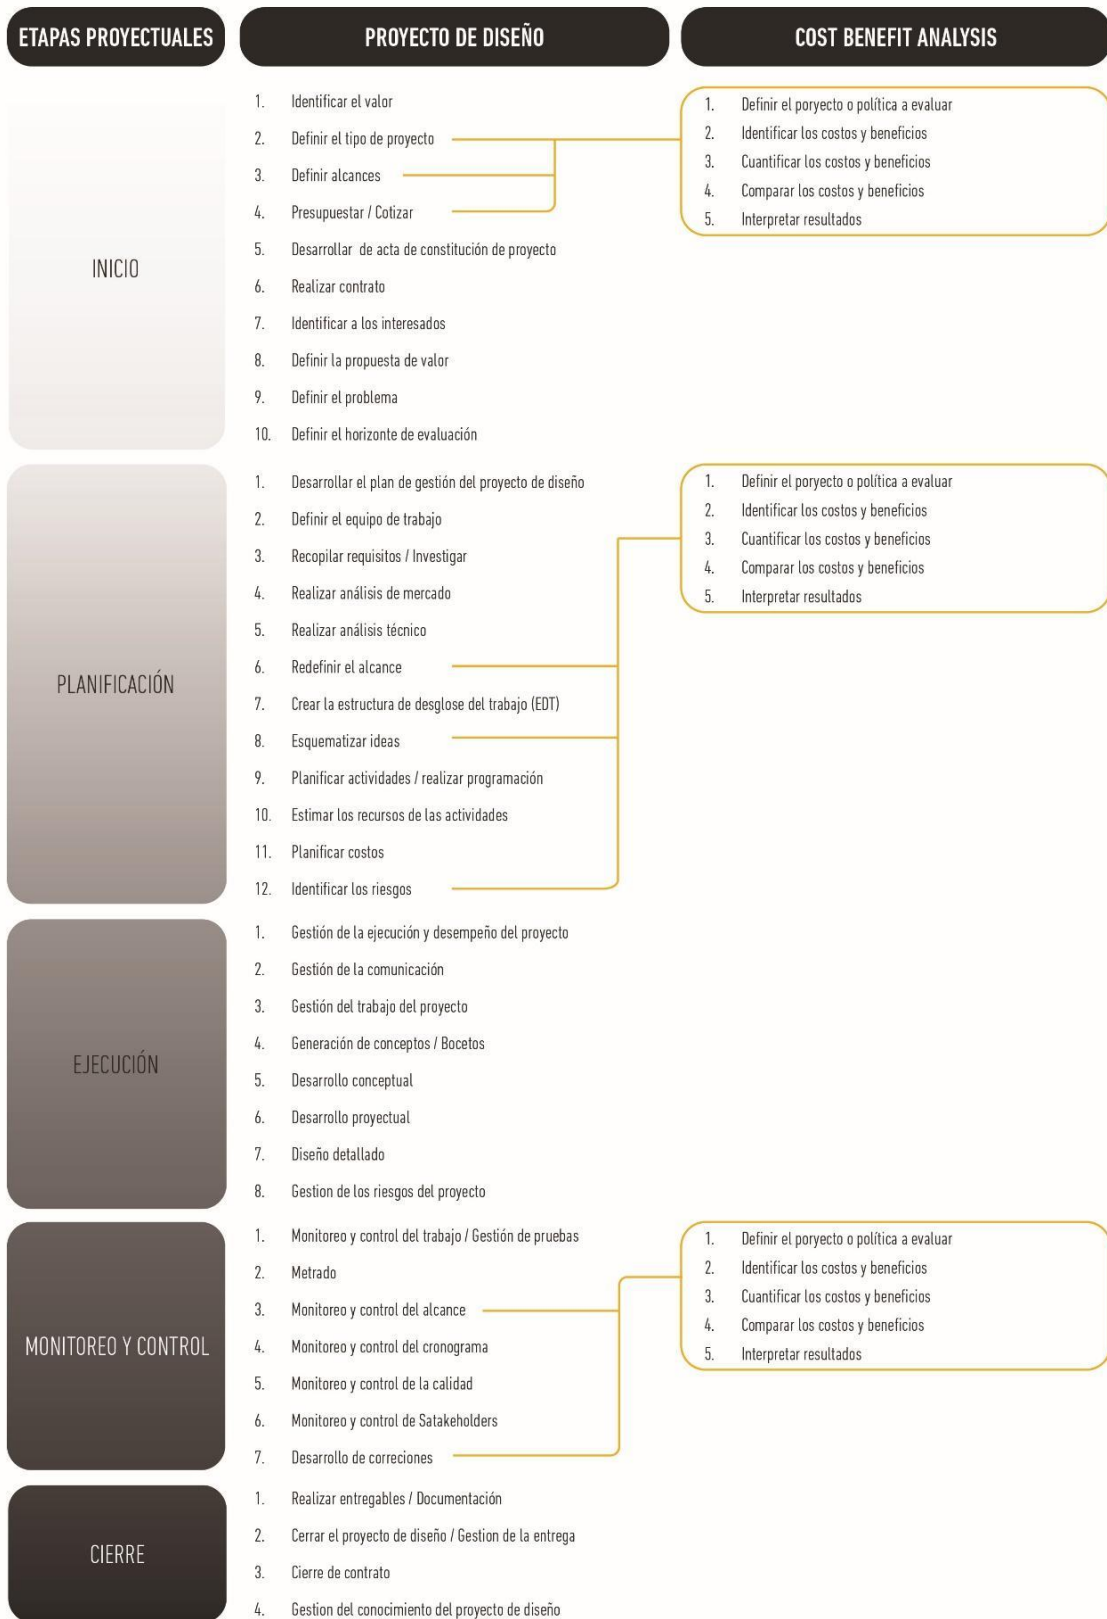 ETAPAS PROYECTUALES
PROYECTO DE DISEÑO
COST BENEFIT ANALYSIS
INICIO
1. Identificar el valor
2. Definir el tipo de proyecto
3. Definir alcances
4. Presupuestar / Cotizar
5. Desarrollar de acta de constitución de proyecto
6. Realizar contrato
7. Identificar a los interesados
8. Definir la propuesta de valor
9. Definir el problema
10. Definir el horizonte de evaluación
1. Definir el poryecto o política a evaluar
2. Identificar los costos y beneficios
3. Cuantificar los costos y beneficios
4. Comparar los costos y beneficios
5. Interpretar resultados
PLANIFICACIÓN
1. Desarrollar el plan de gestión del proyecto de diseño
2. Definir el equipo de trabajo
3. Recopilar requisitos / Investigar
4. Realizar análisis de mercado
5. Realizar análisis técnico
6. Redefinir el alcance
7. Crear la estructura de desglose del trabajo (EDT)
8. Esquematizar ideas
9. Planificar actividades / realizar programación
10. Estimar los recursos de las actividades
11. Planificar costos
12. Identificar los riesgos
1. Definir el poryecto o política a evaluar
2. Identificar los costos y beneficios
3. Cuantificar los costos y beneficios
4. Comparar los costos y beneficios
5. Interpretar resultados
EJECUCIÓN
1. Gestión de la ejecución y desempeño del proyecto
2. Gestión de la comunicación
3. Gestión del trabajo del proyecto
4. Generación de conceptos / Bocetos
5. Desarrollo conceptual
6. Desarrollo proyectual
7. Diseño detallado
8. Gestion de los riesgos del proyecto
MONITOREO Y CONTROL
1. Monitoreo y control del trabajo / Gestión de pruebas
2. Metrado
3. Monitoreo y control del alcance
4. Monitoreo y control del cronograma
5. Monitoreo y control de la calidad
6. Monitoreo y control de Satakeholders
7. Desarrollo de correciones
1. Definir el poryecto o política a evaluar
2. Identificar los costos y beneficios
3. Cuantificar los costos y beneficios
4. Comparar los costos y beneficios
5. Interpretar resultados
CIERRE
1. Realizar entregables / Documentación
2. Cerrar el proyecto de diseño / Gestion de la entrega
3. Cierre de contrato
4. Gestion del conocimiento del proyecto de diseño